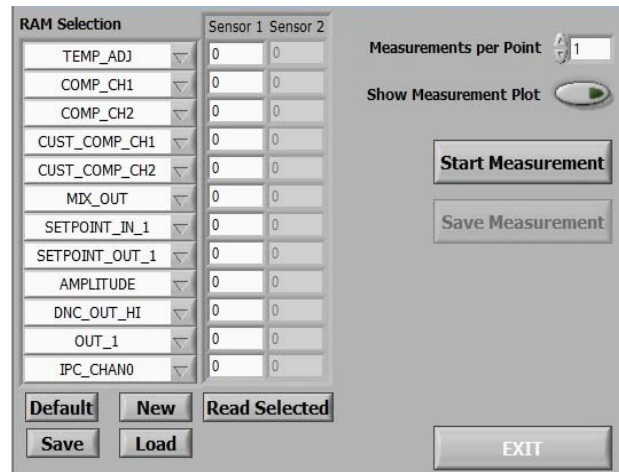 RAM Selection Sensor 1 Sensor 2
TEMP_ADJ 0 0
COMP_CH1 0 0
COMP_CH2 0 0
CUST_COMP_CH1 0 0
CUST_COMP_CH2 0 0
MIX_OUT 0 0
SETPOINT_IN_1 0 0
SETPOINT_OUT_1 0 0
AMPLITUDE 0 0
DNC_OUT_HI 0 0
OUT_1 0 0
IPC_CHAN0 0 0
Default New Read Selected
Save Load
Measurements per Point 1
Show Measurement Plot
Start Measurement
Save Measurement
EXIT